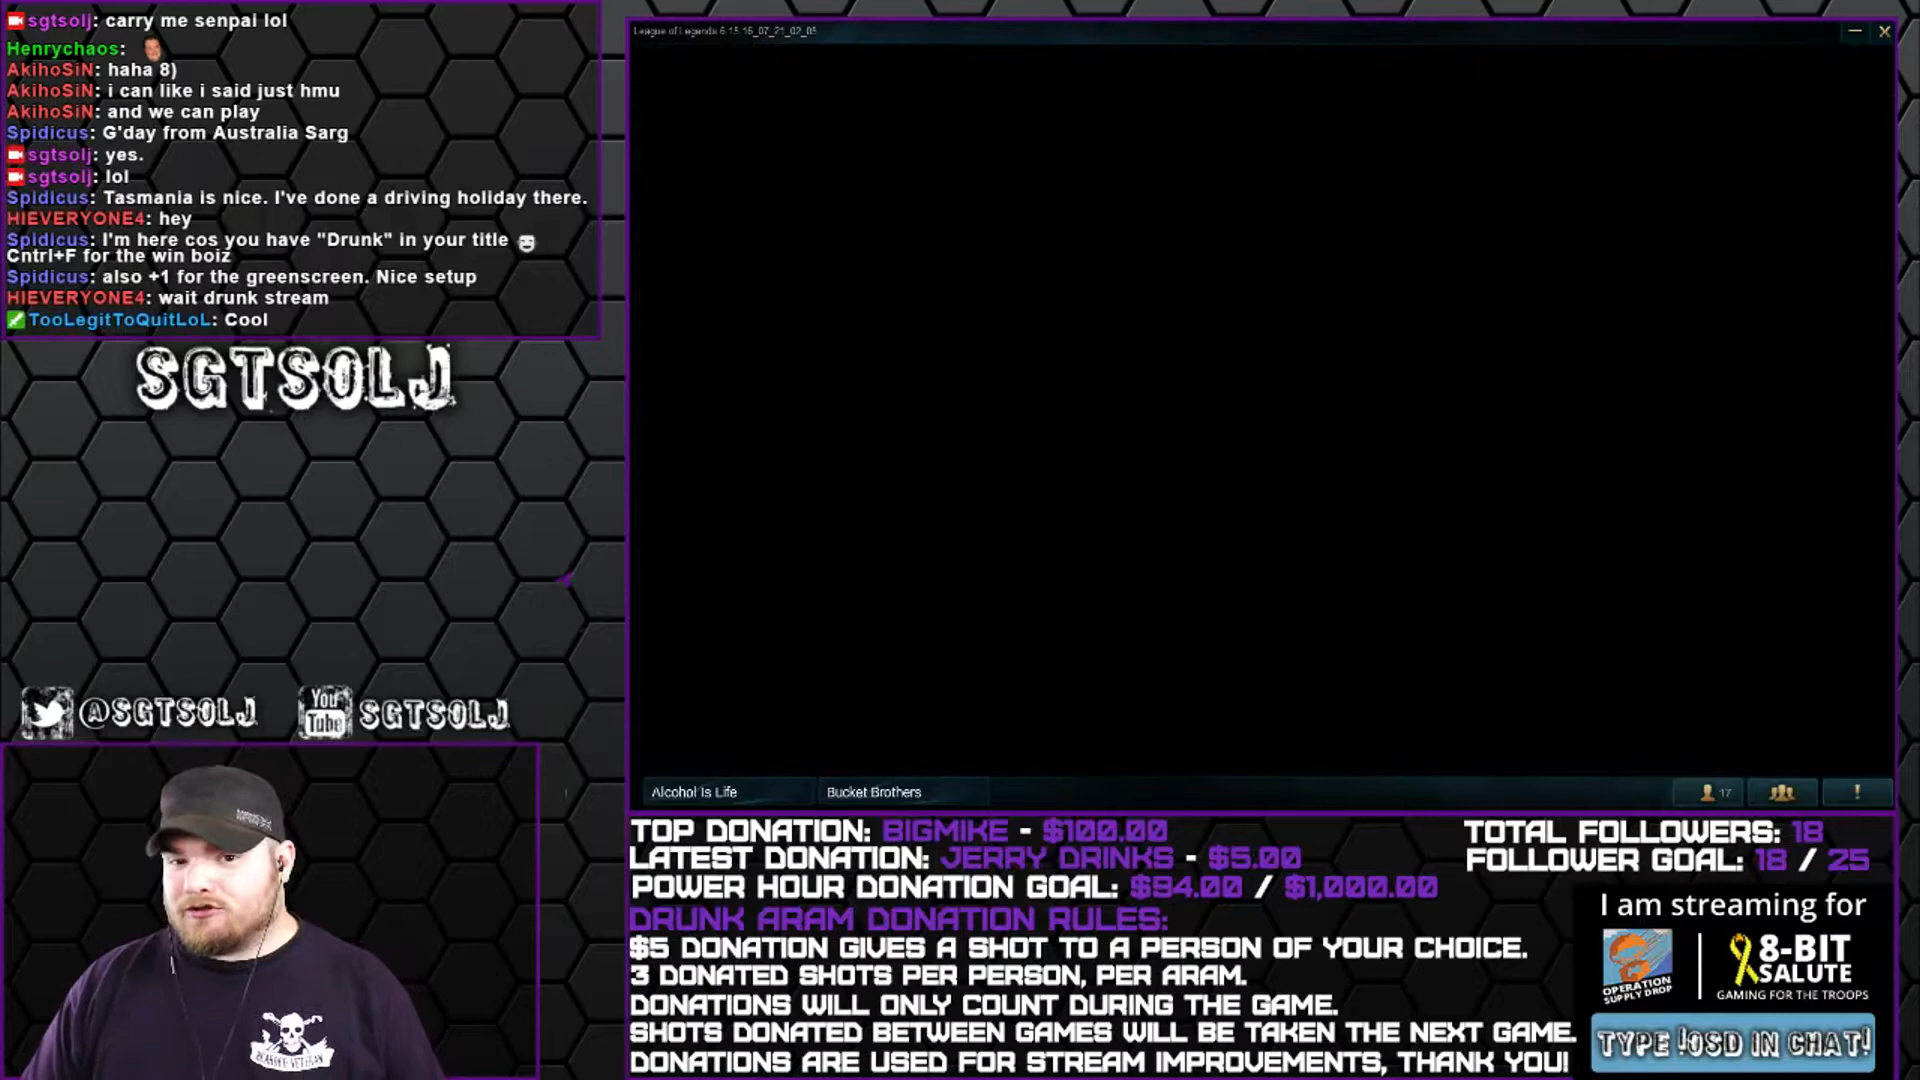 sgtsolj: carry me senpai lol
Henrychaos:
AkihoSiN: haha 8)
AkihoSiN: i can like i said just hmu
AkihoSiN: and we can play
Spidicus: G'day from Australia Sarg
sgtsolj: yes.
sgtsolj: lol
Spidicus: Tasmania is nice. I've done a driving holiday there.
HIEVERYONE4: hey
Spidicus: I'm here cos you have "Drunk" in your title
Cntrl+F for the win boiz
Spidicus: also +1 for the greenscreen. Nice setup
HIEVERYONE4: wait drunk stream
TooLegitToQuitLoL: Cool
SGTSOLJ
@SGTSOLJ
You Tube SGTSOLJ
League of Legends 6.15.16_07_21_02_05
Alcohol Is Life
Bucket Brothers
17
TOP DONATION: BIGMIKE - $100.00
LATEST DONATION: JERRY DRINKS - $5.00
POWER HOUR DONATION GOAL: $94.00 / $1,000.00
DRUNK ARAM DONATION RULES:
$5 DONATION GIVES A SHOT TO A PERSON OF YOUR CHOICE.
3 DONATED SHOTS PER PERSON, PER ARAM.
DONATIONS WILL ONLY COUNT DURING THE GAME.
SHOTS DONATED BETWEEN GAMES WILL BE TAKEN THE NEXT GAME.
DONATIONS ARE USED FOR STREAM IMPROVEMENTS, THANK YOU!
TOTAL FOLLOWERS: 18
FOLLOWER GOAL: 18 / 25
I am streaming for
OPERATION
SUPPLY DROP
8-BIT
SALUTE
GAMING FOR THE TROOPS
TYPE !OSD IN CHAT!